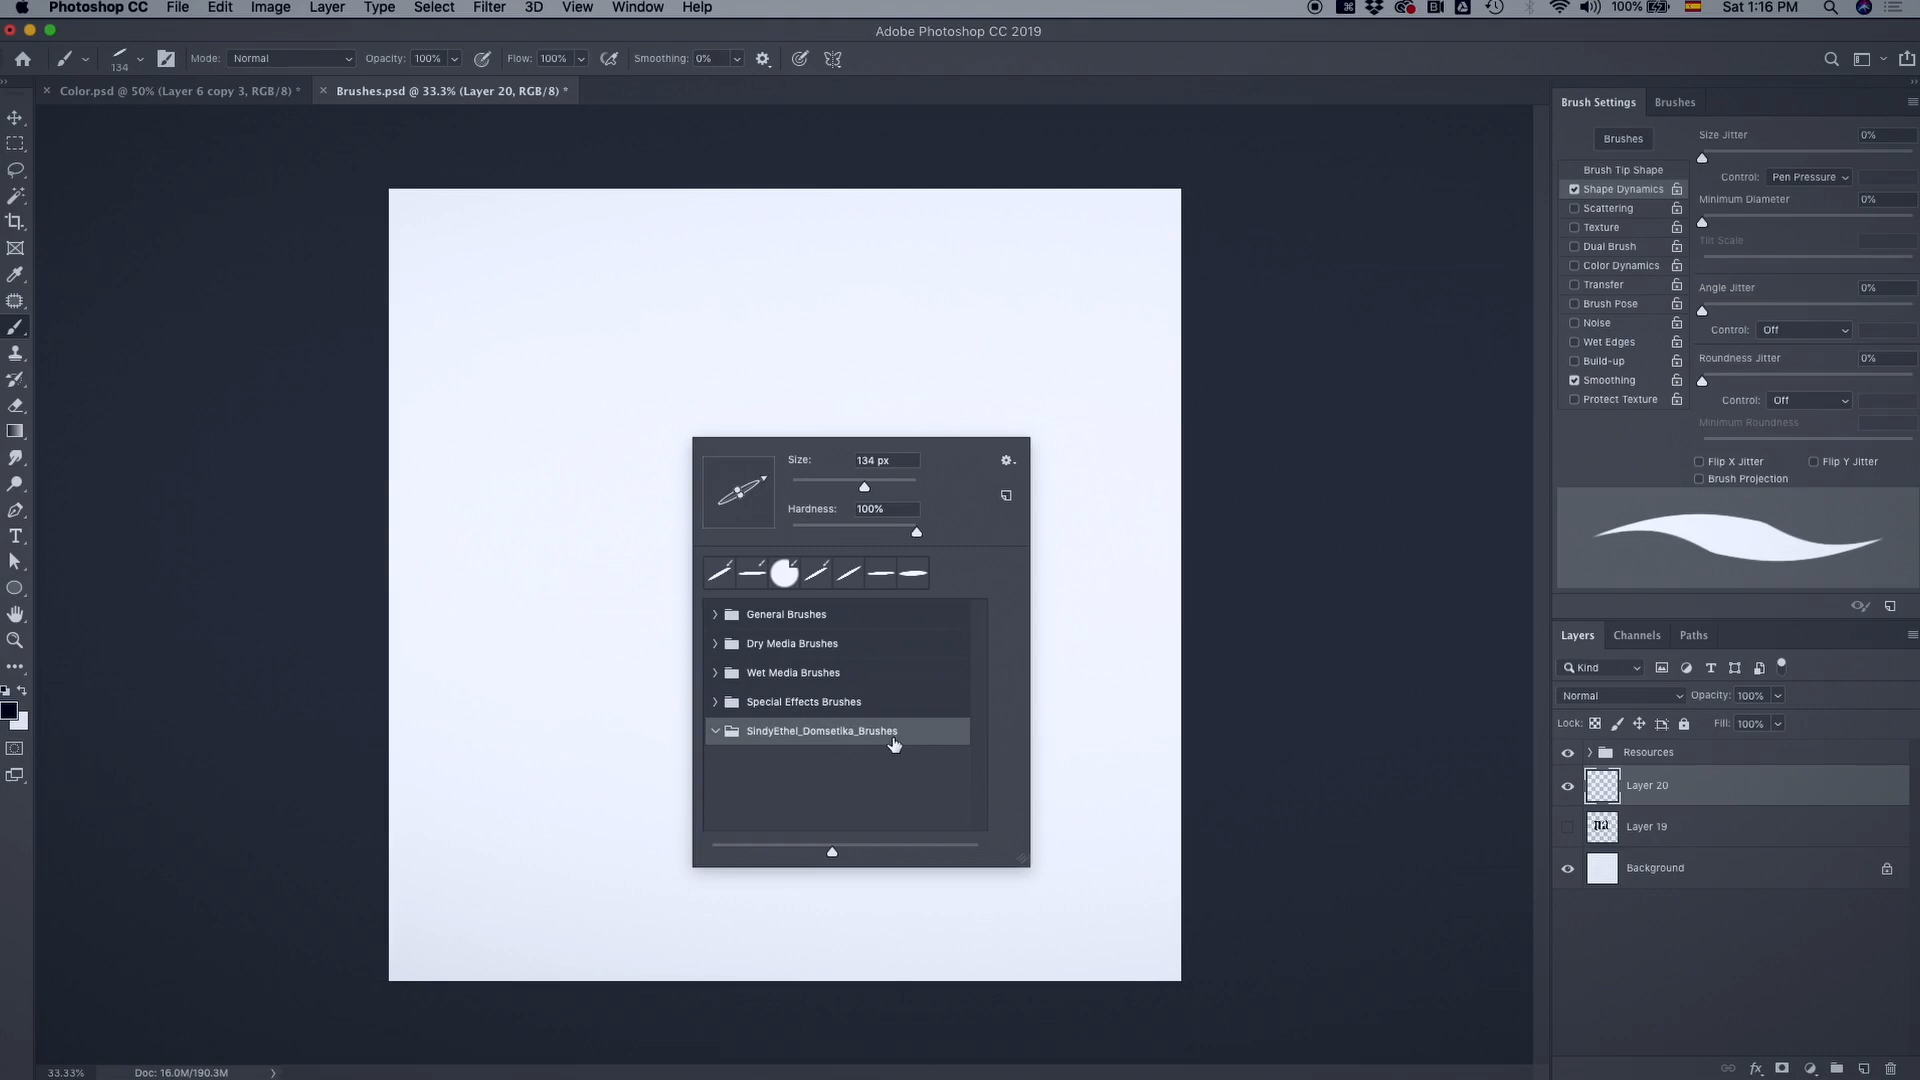 Photoshop CC File Edit Image Layer Type Select Filter 3D View Window Help 100% Sat 1:16 PM
Adobe Photoshop CC 2019
134 Mode: Normal Opacity: 100% Flow: 100% Smoothing: 0%
Color.psd @ 50% (Layer 6 copy 3, RGB/8) * Brushes.psd @ 33.3% (Layer 20, RGB/8) *
Brush Settings Brushes
Brushes
Brush Tip Shape
Shape Dynamics
Scattering
Texture
Dual Brush
Color Dynamics
Transfer
Brush Pose
Noise
Wet Edges
Build-up
Smoothing
Protect Texture
Size Jitter 0%
Control: Pen Pressure
Minimum Diameter 0%
Tilt Scale
Angle Jitter 0%
Control: Off
Roundness Jitter 0%
Control: Off
Minimum Roundness
Flip X Jitter Flip Y Jitter
Brush Projection
Size: 134 px
Hardness: 100%
General Brushes
Dry Media Brushes
Wet Media Brushes
Special Effects Brushes
SindyEthel_Domsetika_Brushes
Layers Channels Paths
Kind
Normal Opacity: 100%
Lock: Fill: 100%
Resources
Layer 20
Layer 19
Background
33.33% Doc: 16.0M/190.3M